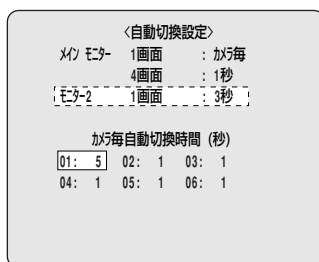 〈自動切換設定〉
ﾒｲﾝ ﾓﾆﾀｰ 1画面 : ｶﾒﾗ毎
4画面 : 1秒
ﾓﾆﾀｰ2 1画面 : 3秒
ｶﾒﾗ毎自動切換時間 (秒)
01: 5 02: 1 03: 1
04: 1 05: 1 06: 1